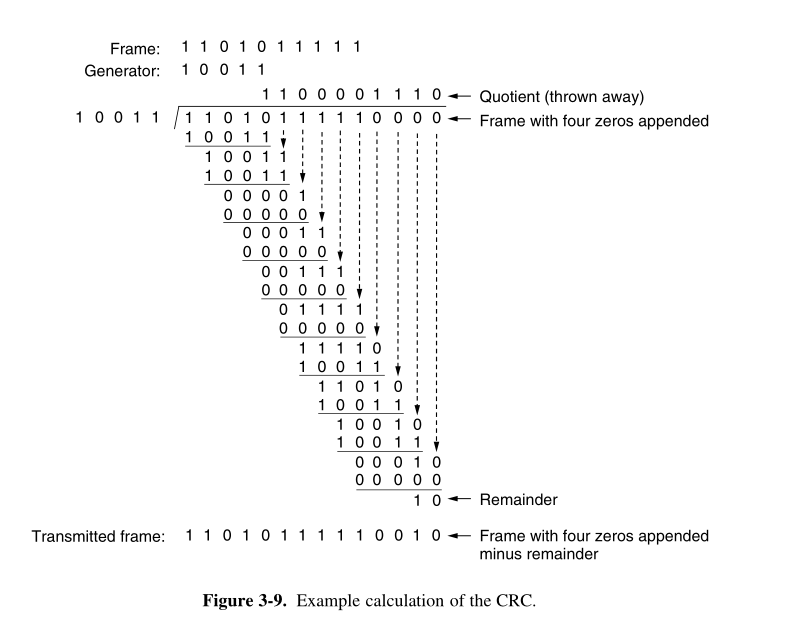 Frame: 1 1 0 1 0 1 1 1 1 1
Generator: 1 0 0 1 1
1 1 0 0 0 0 1 1 1 0 Quotient (thrown away)
1 0 0 1 1 1 1 0 1 0 1 1 1 1 1 0 0 0 0 Frame with four zeros appended
1 0 0 1 1
1 0 0 1 1
1 0 0 1 1
0 0 0 0 1
0 0 0 0 0
0 0 0 1 1
0 0 0 0 0
0 0 1 1 1
0 0 0 0 0
0 1 1 1 1
0 0 0 0 0
1 1 1 1 0
1 0 0 1 1
1 1 0 1 0
1 0 0 1 1
1 0 0 1 0
1 0 0 1 1
0 0 0 1 0
0 0 0 0 0
1 0 Remainder
Transmitted frame: 1 1 0 1 0 1 1 1 1 1 0 0 1 0 Frame with four zeros appended
minus remainder
Figure 3-9. Example calculation of the CRC.